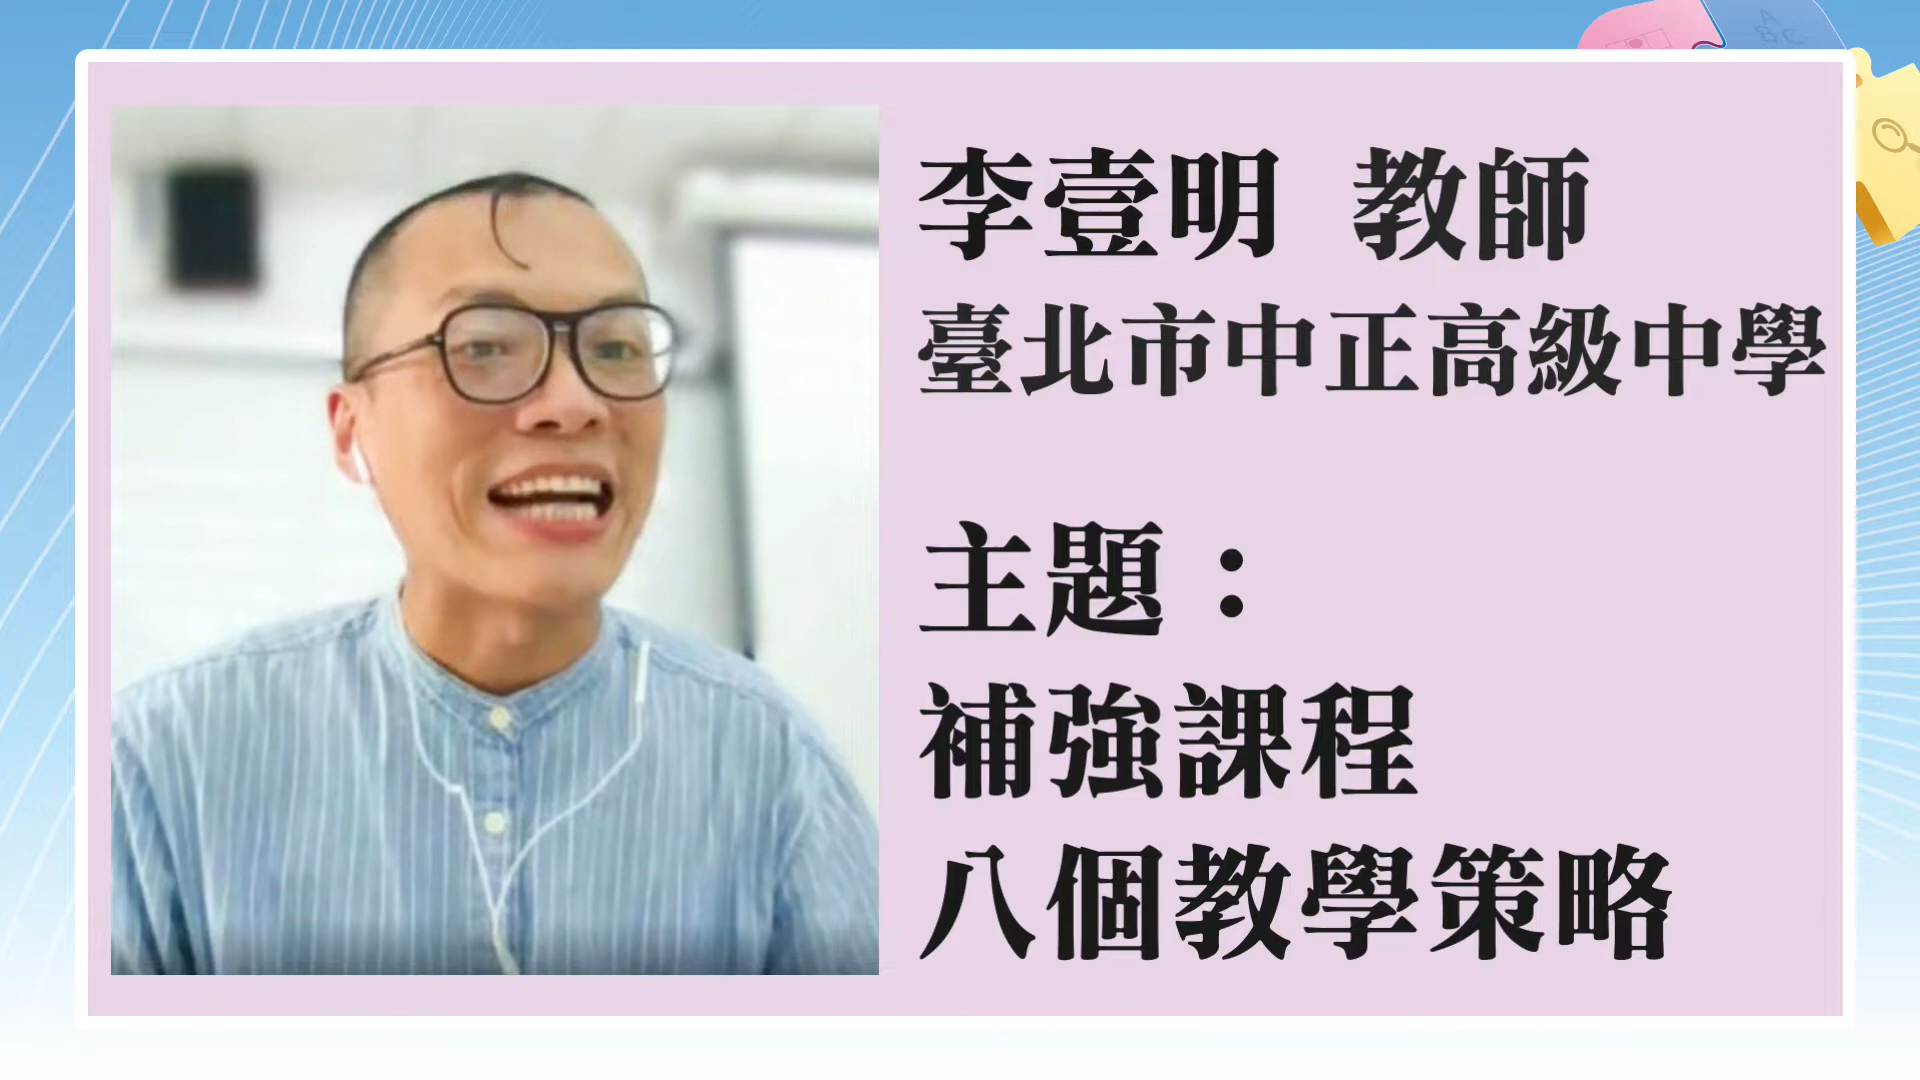 李壹明 教師
臺北市中正高級中學
主題：
補強課程
八個教學策略